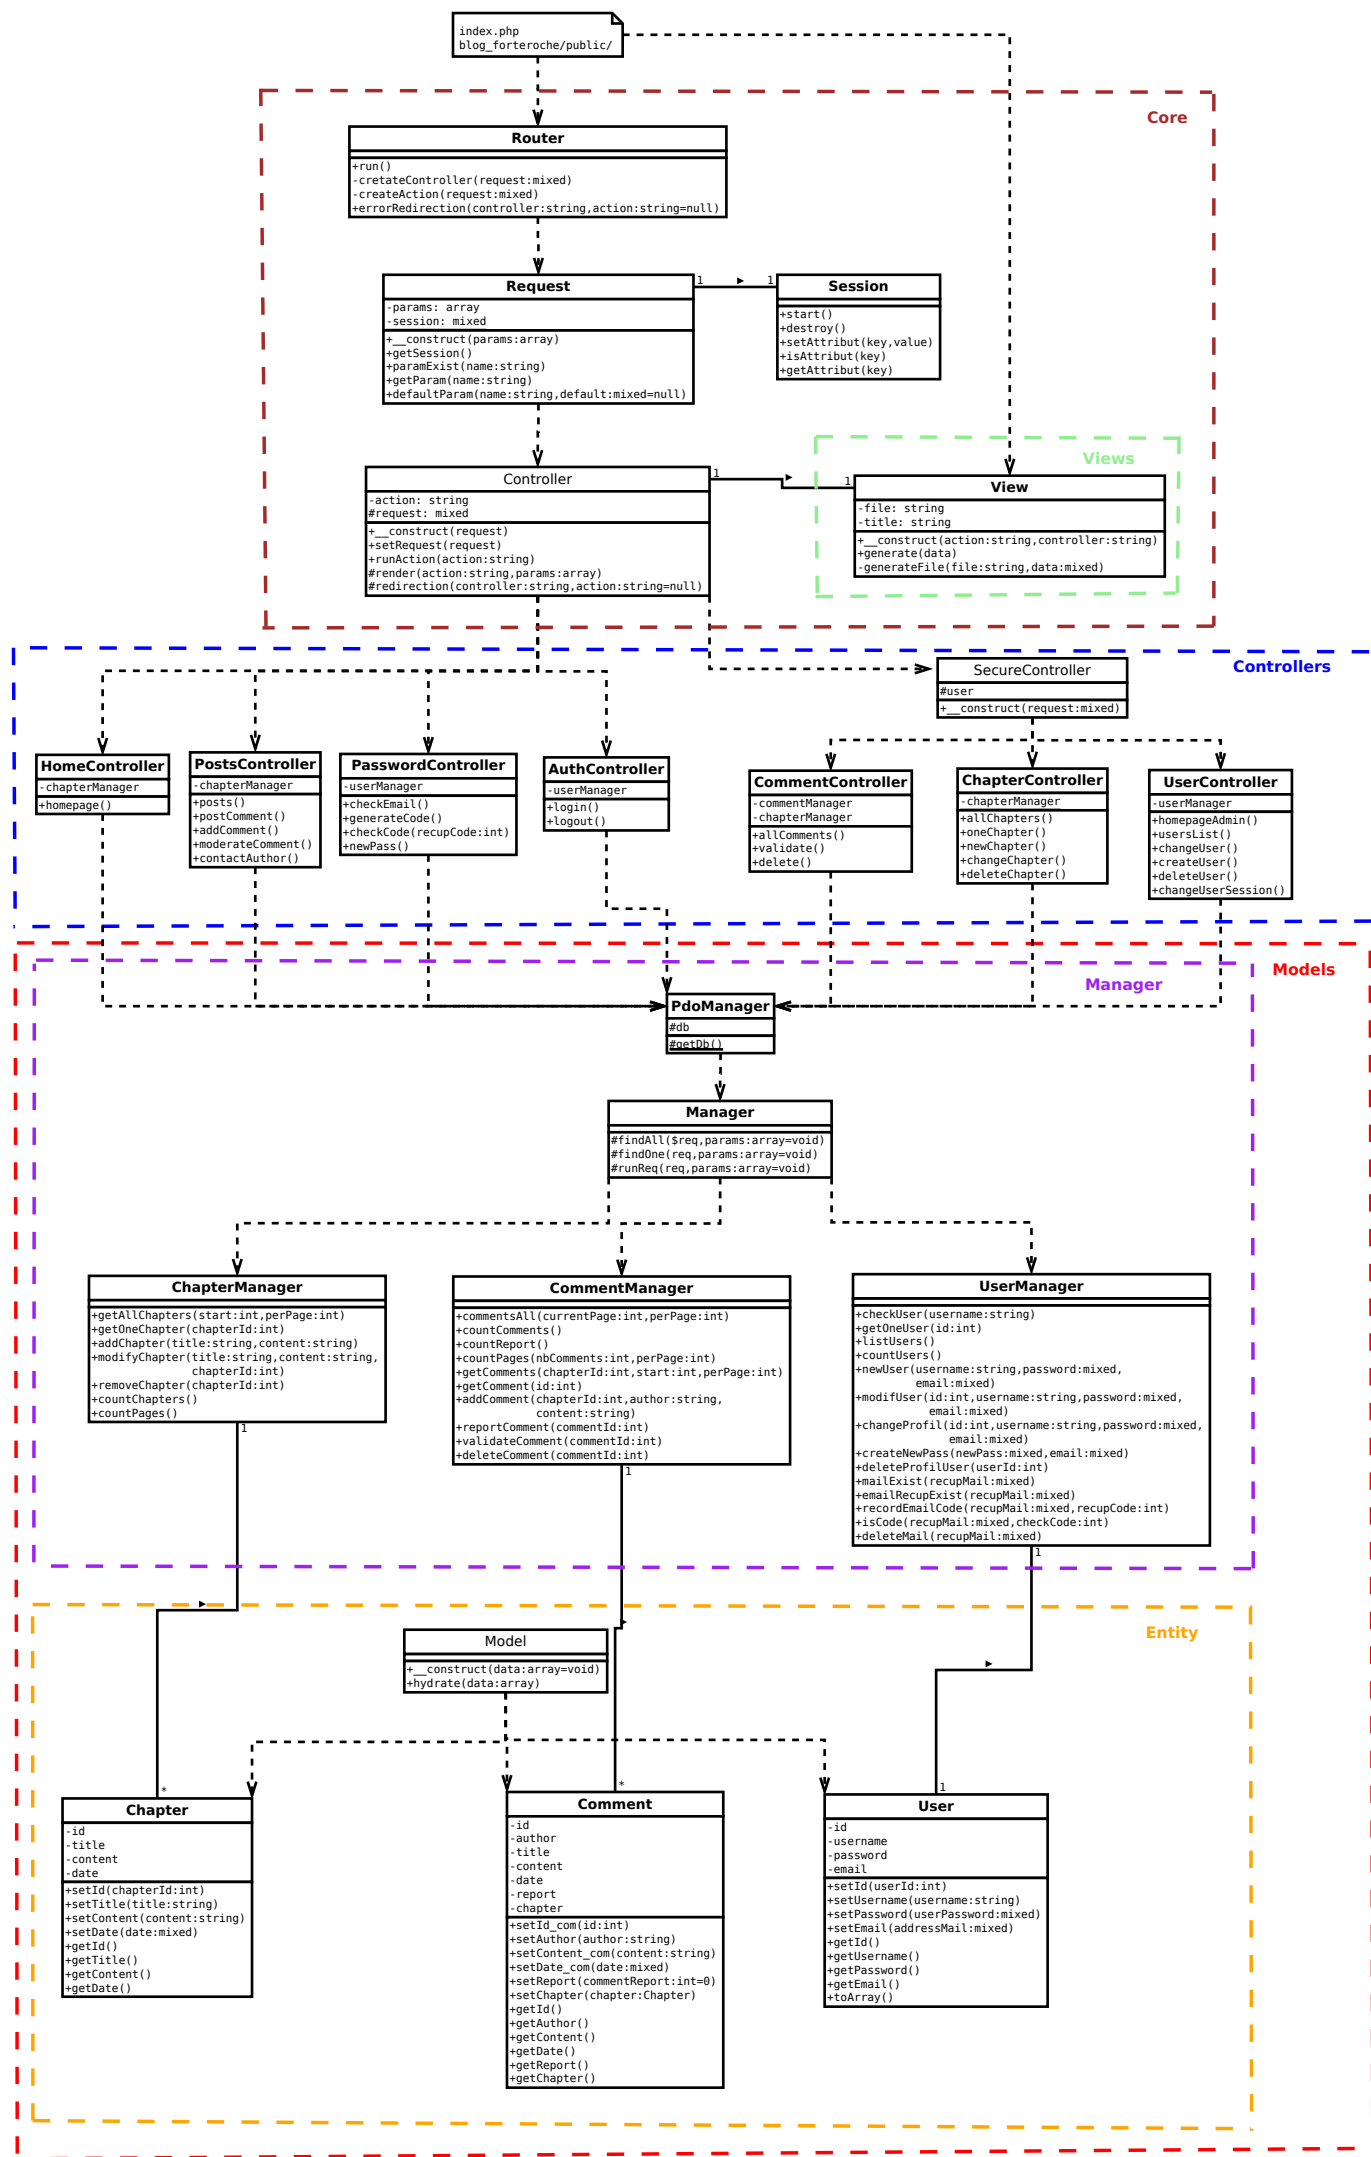 index.php
blog_forteroche/public/
Core
Router
+run()
-cretateController(request:mixed)
-createAction(request:mixed)
+errorRedirection(controller:string,action:string=null)
Request
-params: array
-session: mixed
+__construct(params:array)
+getSession()
+paramExist(name:string)
+getParam(name:string)
+defaultParam(name:string,default:mixed=null)
1
1
Session
+start()
+destroy()
+setAttribut(key,value)
+isAttribut(key)
+getAttribut(key)
Controller
-action: string
#request: mixed
+__construct(request)
+setRequest(request)
+runAction(action:string)
#render(action:string,params:array)
#redirection(controller:string,action:string=null)
1
1
Views
View
-file: string
-title: string
+__construct(action:string,controller:string)
+generate(data)
-generateFile(file:string,data:mixed)
Controllers
SecureController
#user
+__construct(request:mixed)
HomeController
-chapterManager
+homepage()
PostsController
-chapterManager
+posts()
+postComment()
+addComment()
+moderateComment()
+contactAuthor()
PasswordController
-userManager
+checkEmail()
+generateCode()
+checkCode(recupCode:int)
+newPass()
AuthController
-userManager
+login()
+logout()
CommentController
-commentManager
-chapterManager
+allComments()
+validate()
+delete()
ChapterController
-chapterManager
+allChapters()
+oneChapter()
+newChapter()
+changeChapter()
+deleteChapter()
UserController
-userManager
+homepageAdmin()
+usersList()
+changeUser()
+createUser()
+deleteUser()
+changeUserSession()
Models
Manager
PdoManager
#db
#getDb()
Manager
#findAll($req,params:array=void)
#findOne(req,params:array=void)
#runReq(req,params:array=void)
ChapterManager
+getAllChapters(start:int,perPage:int)
+getOneChapter(chapterId:int)
+addChapter(title:string,content:string)
+modifyChapter(title:string,content:string,
chapterId:int)
+removeChapter(chapterId:int)
+countChapters()
+countPages()
1
CommentManager
+commentsAll(currentPage:int,perPage:int)
+countComments()
+countReport()
+countPages(nbComments:int,perPage:int)
+getComments(chapterId:int,start:int,perPage:int)
+getComment(id:int)
+addComment(chapterId:int,author:string,
content:string)
+reportComment(commentId:int)
+validateComment(commentId:int)
+deleteComment(commentId:int)
1
UserManager
+checkUser(username:string)
+getOneUser(id:int)
+listUsers()
+countUsers()
+newUser(username:string,password:mixed,
email:mixed)
+modifUser(id:int,username:string,password:mixed,
email:mixed)
+changeProfil(id:int,username:string,password:mixed,
email:mixed)
+createNewPass(newPass:mixed,email:mixed)
+deleteProfilUser(userId:int)
+mailExist(recupMail:mixed)
+emailRecupExist(recupMail:mixed)
+recordEmailCode(recupMail:mixed,recupCode:int)
+isCode(recupMail:mixed,checkCode:int)
+deleteMail(recupMail:mixed)
1
Entity
Model
+__construct(data:array=void)
+hydrate(data:array)
*
Chapter
-id
-title
-content
-date
+setId(chapterId:int)
+setTitle(title:string)
+setContent(content:string)
+setDate(date:mixed)
+getId()
+getTitle()
+getContent()
+getDate()
*
Comment
-id
-author
-title
-content
-date
-report
-chapter
+setId_com(id:int)
+setAuthor(author:string)
+setContent_com(content:string)
+setDate_com(date:mixed)
+setReport(commentReport:int=0)
+setChapter(chapter:Chapter)
+getId()
+getAuthor()
+getContent()
+getDate()
+getReport()
+getChapter()
1
User
-id
-username
-password
-email
+setId(userId:int)
+setUsername(username:string)
+setPassword(userPassword:mixed)
+setEmail(addressMail:mixed)
+getId()
+getUsername()
+getPassword()
+getEmail()
+toArray()